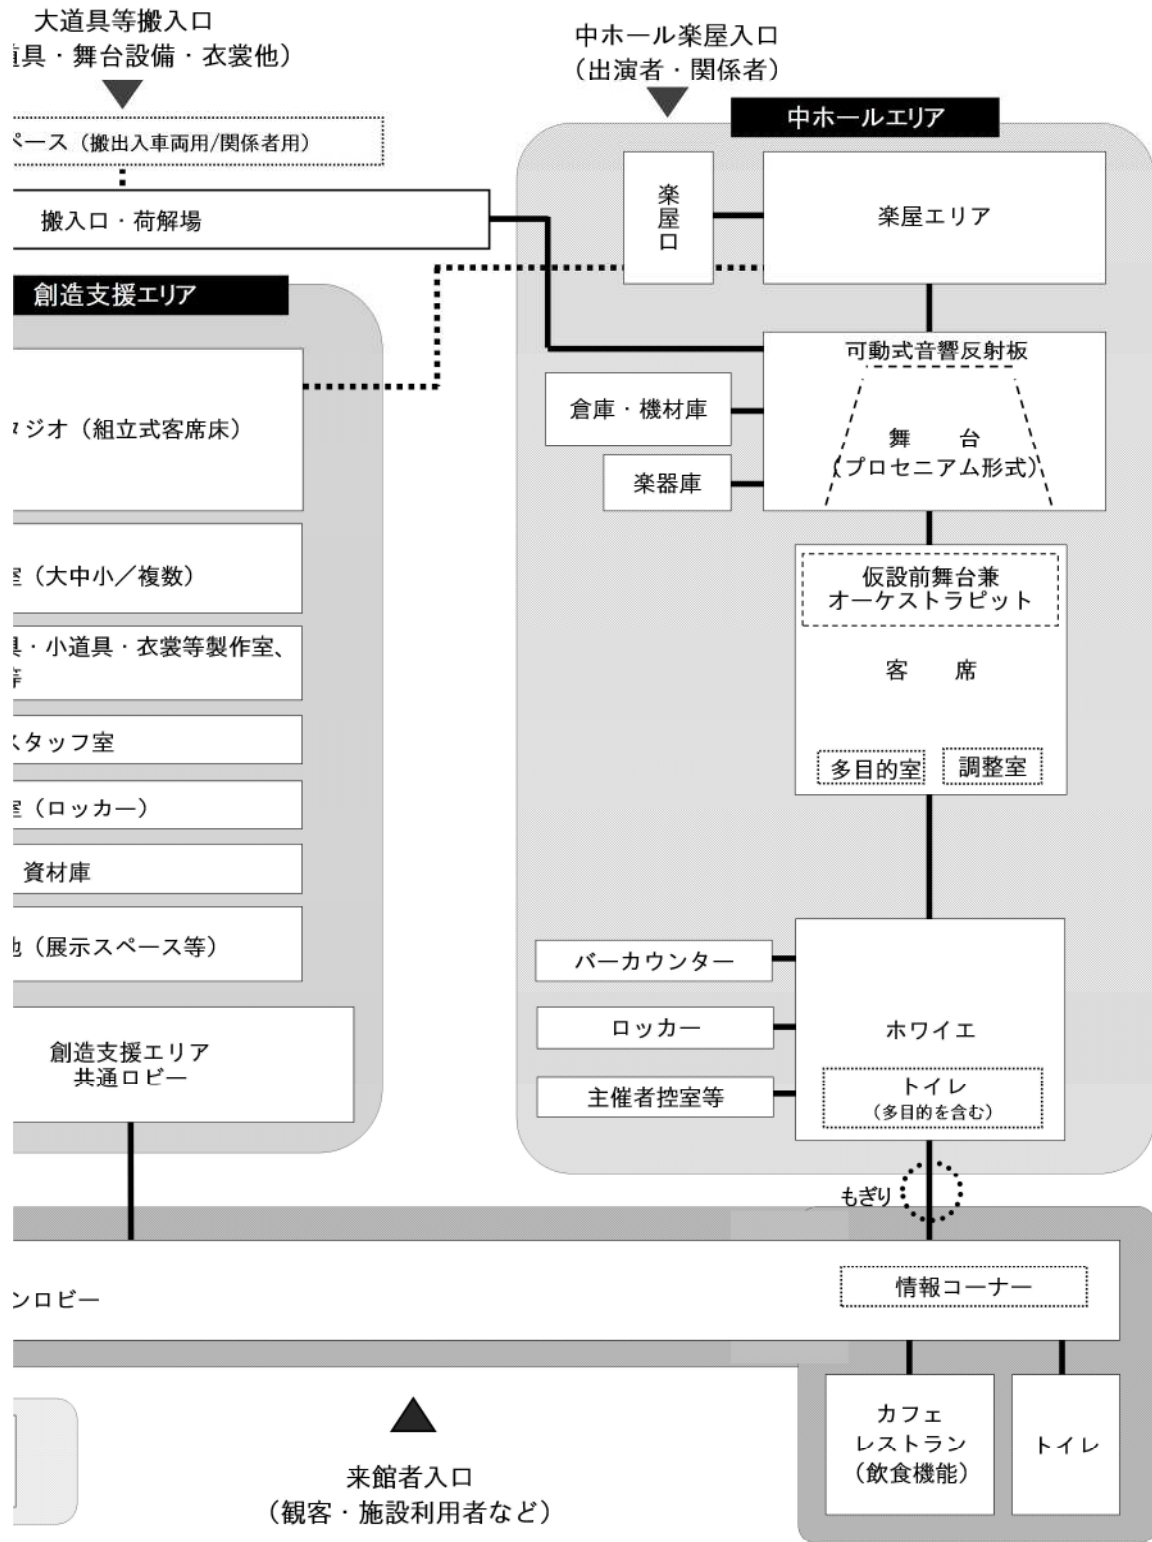 大道具等搬入口
道具・舞台設備・衣裳他）
中ホール楽屋入口
（出演者・関係者）
中ホールエリア
ペース（搬出入車両用/関係者用）
搬入口・荷解場
楽屋口
楽屋エリア
創造支援エリア
可動式音響反射板
倉庫・機材庫
舞　台
（プロセニアム形式）
楽器庫
タジオ（組立式客席床）
仮設前舞台兼
オーケストラピット
室（大中小／複数）
具・小道具・衣裳等製作室、
等
客　席
スタッフ室
多目的室
調整室
室（ロッカー）
資材庫
他（展示スペース等）
バーカウンター
ロッカー
ホワイエ
主催者控室等
トイレ
（多目的を含む）
創造支援エリア
共通ロビー
もぎり
ンロビー
情報コーナー
カフェ
レストラン
（飲食機能）
トイレ
来館者入口
（観客・施設利用者など）